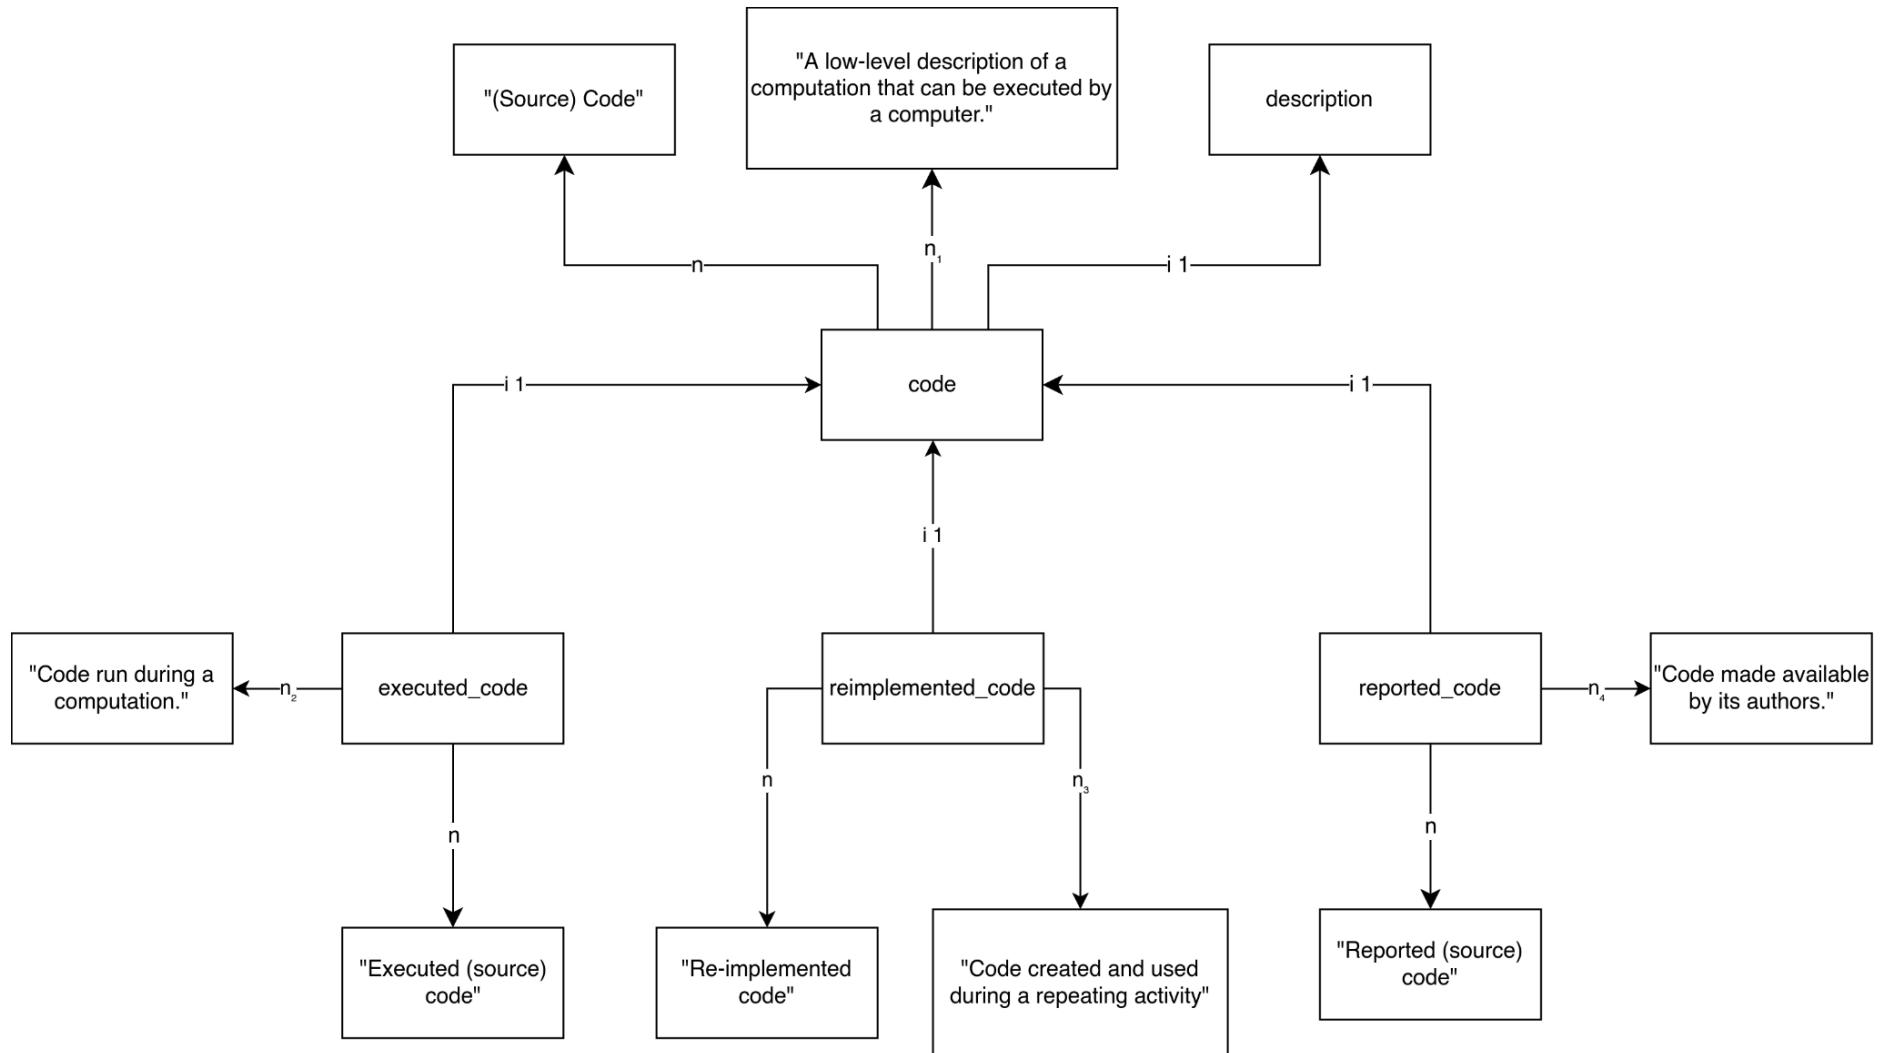 "(Source) Code"
"A low-level description of a
computation that can be executed by
a computer."
description
n
n₁
i 1
code
i 1
i 1
i 1
"Code run during a
computation."
n₂
executed_code
reimplemented_code
reported_code
n₄
"Code made available
by its authors."
n
n
n₃
n
"Executed (source)
code"
"Re-implemented
code"
"Code created and used
during a repeating activity"
"Reported (source)
code"